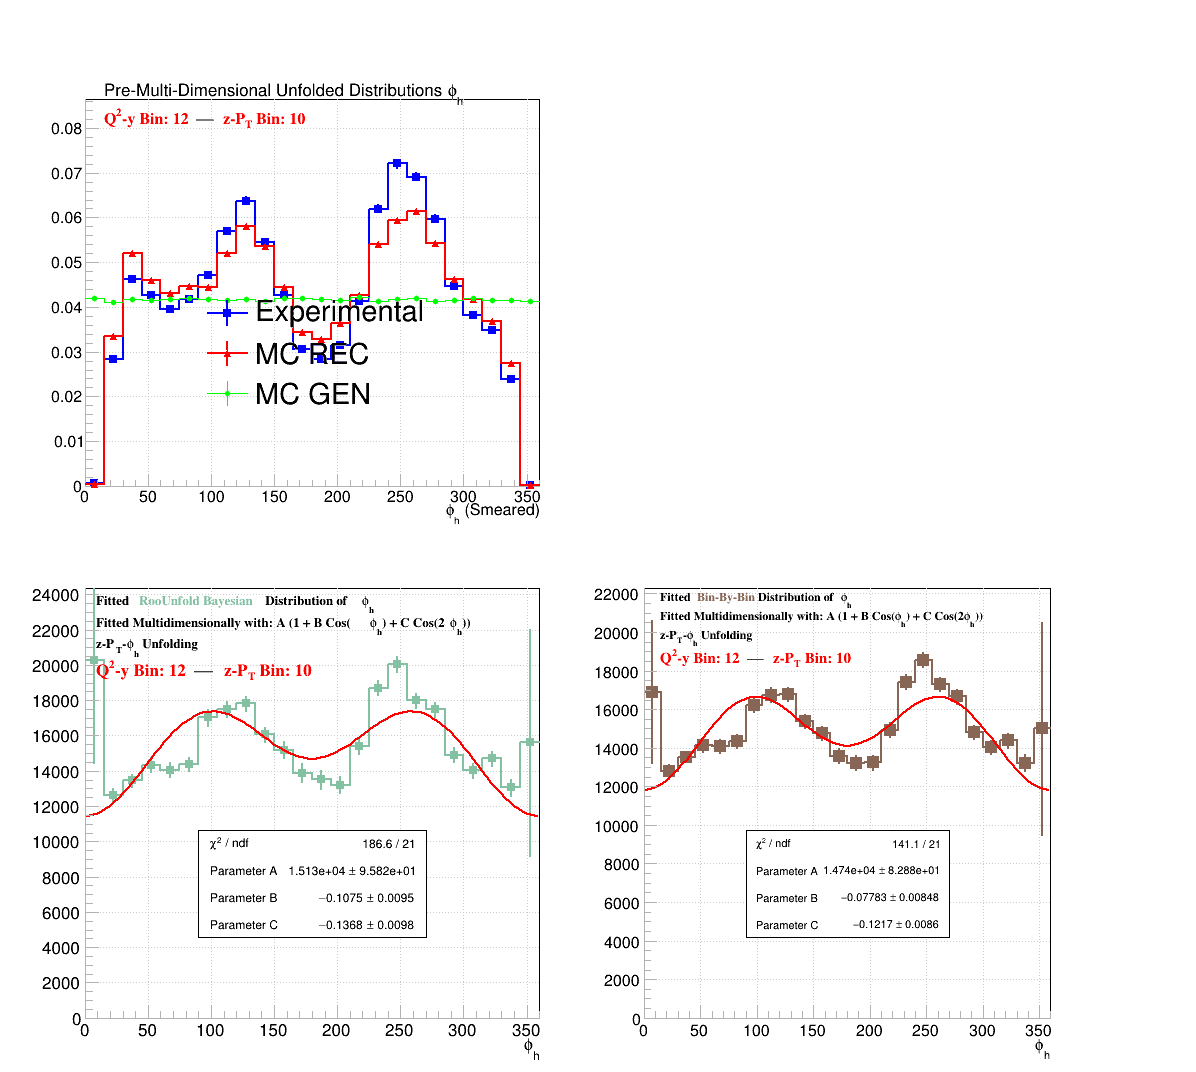 Pre-Multi-Dimensional Unfolded Distributions ϕh
Q²-y Bin: 12 — z-PT Bin: 10
0.08
0.07
0.06
0.05
0.04
0.03
0.02
0.01
0
Experimental
MC REC
MC GEN
0 50 100 150 200 250 300 350
ϕh (Smeared)
Fitted RooUnfold Bayesian Distribution of ϕh
Fitted Multidimensionally with: A (1 + B Cos( ϕh) + C Cos(2 ϕh))
z-PT-ϕh Unfolding
Q²-y Bin: 12 — z-PT Bin: 10
24000
22000
20000
18000
16000
14000
12000
10000
8000
6000
4000
2000
0
χ² / ndf 186.6 / 21
Parameter A 1.513e+04 ± 9.582e+01
Parameter B −0.1075 ± 0.0095
Parameter C −0.1368 ± 0.0098
0 50 100 150 200 250 300 350
ϕh
Fitted Bin-By-Bin Distribution of ϕh
Fitted Multidimensionally with: A (1 + B Cos(ϕh) + C Cos(2ϕh))
z-PT-ϕh Unfolding
Q²-y Bin: 12 — z-PT Bin: 10
22000
20000
18000
16000
14000
12000
10000
8000
6000
4000
2000
0
χ² / ndf 141.1 / 21
Parameter A 1.474e+04 ± 8.288e+01
Parameter B −0.07783 ± 0.00848
Parameter C −0.1217 ± 0.0086
0 50 100 150 200 250 300 350
ϕh